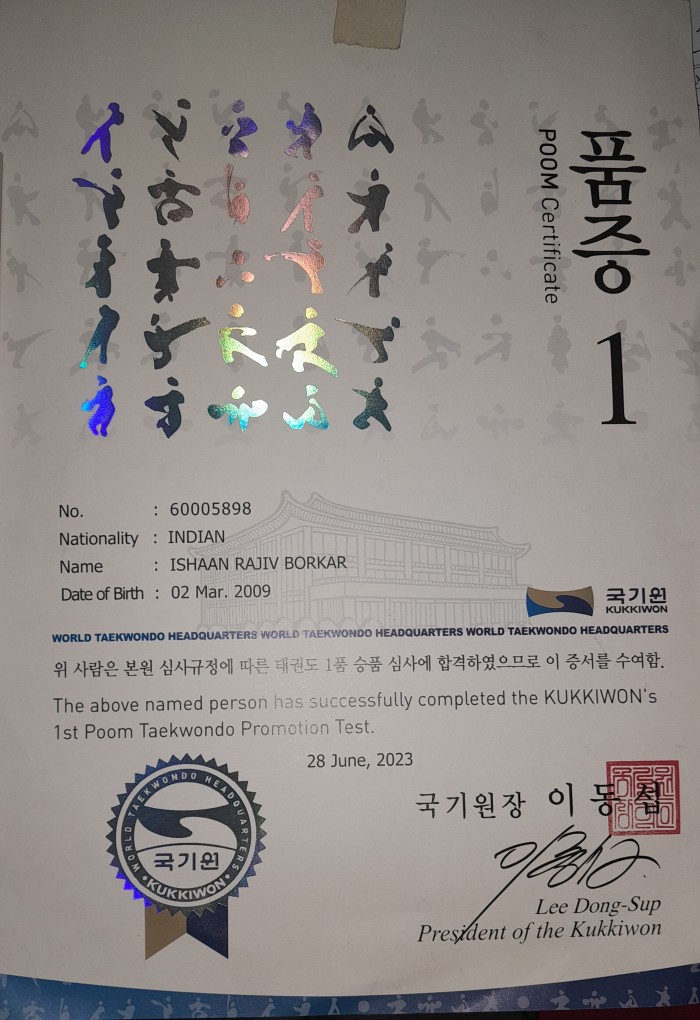 품증
POOM Certificate
1
No. : 60005898
Nationality : INDIAN
Name : ISHAAN RAJIV BORKAR
Date of Birth : 02 Mar. 2009
국기원
KUKKIWON
WORLD TAEKWONDO HEADQUARTERS WORLD TAEKWONDO HEADQUARTERS WORLD TAEKWONDO HEADQUARTERS
위 사람은 본원 심사규정에 따른 태권도 1품 승품 심사에 합격하였으므로 이 증서를 수여함.
The above named person has successfully completed the KUKKIWON's
1st Poom Taekwondo Promotion Test.
28 June, 2023
WORLD TAEKWONDO HEADQUARTERS
국기원
• KUKKIWON •
국기원장 이동섭
Lee Dong-Sup
President of the Kukkiwon